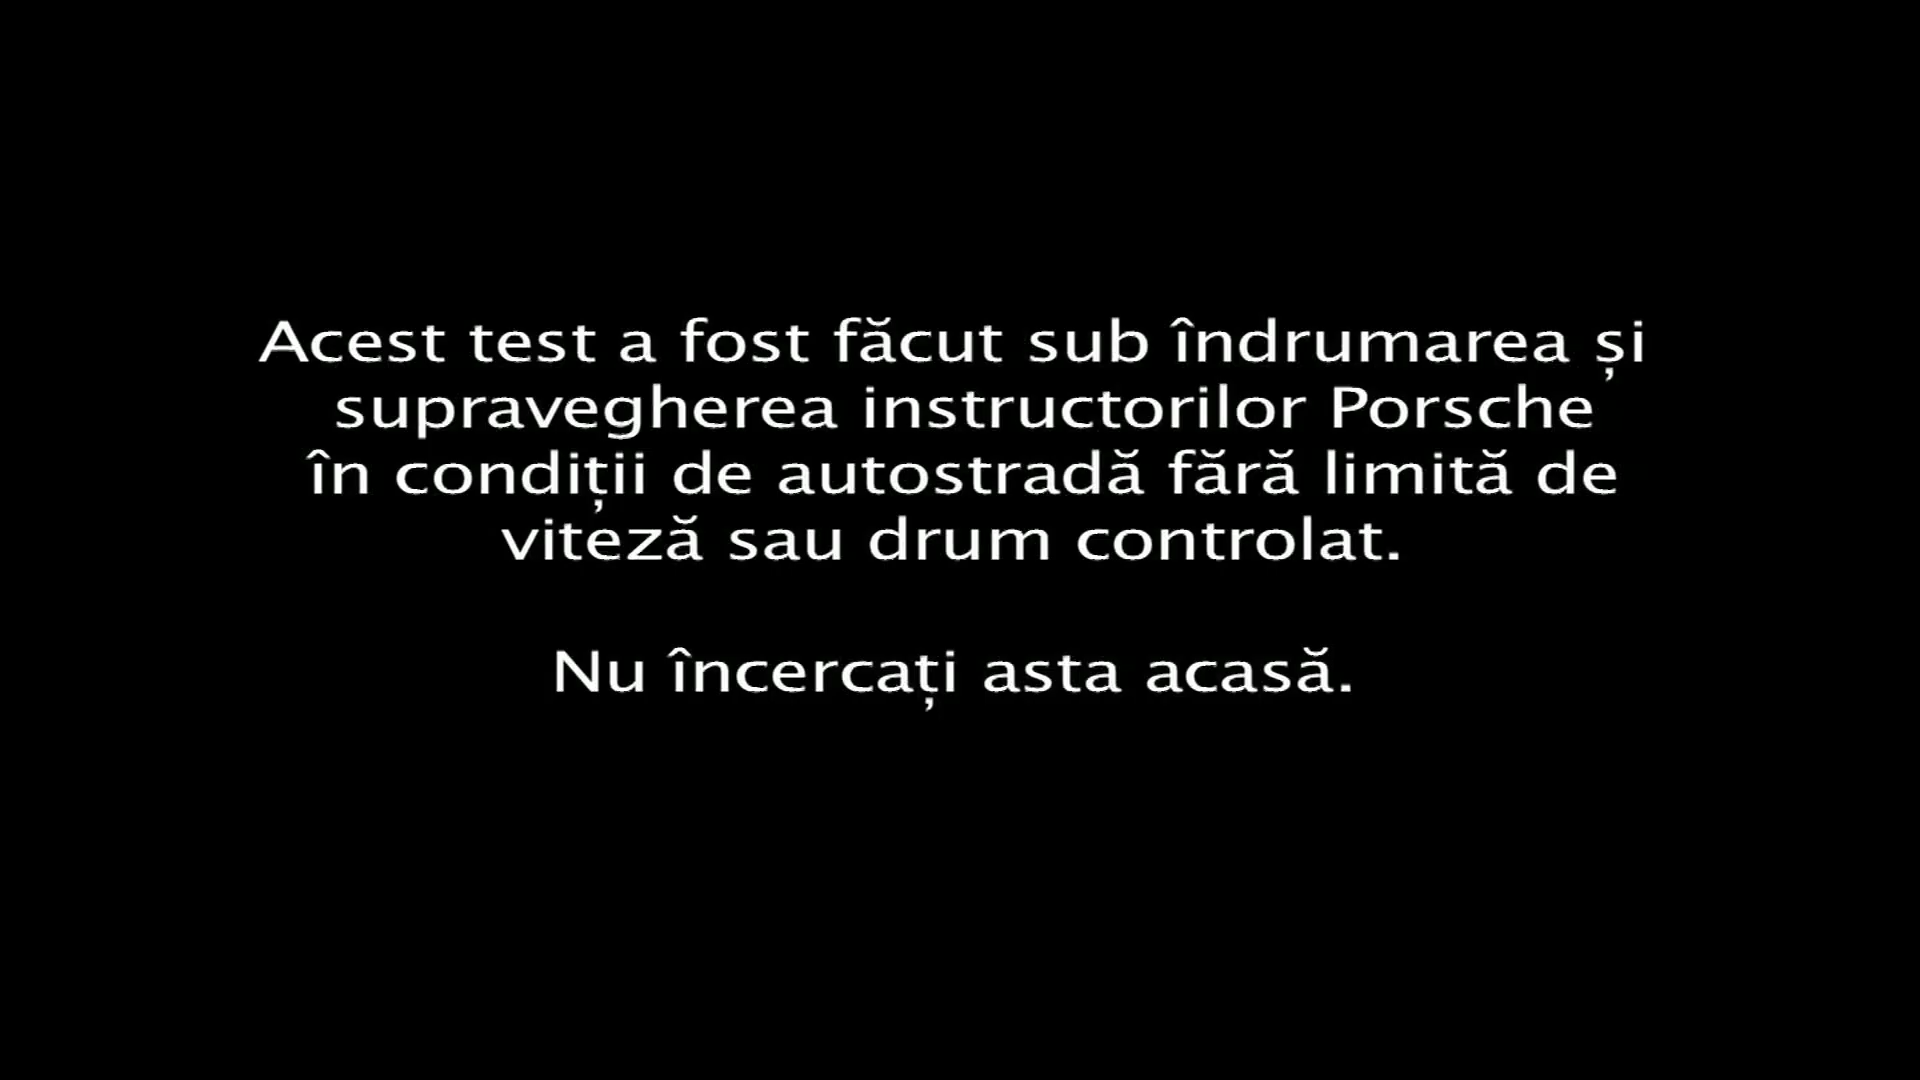 Acest test a fost făcut sub îndrumarea și
supravegherea instructorilor Porsche
în condiții de autostradă fără limită de
viteză sau drum controlat.
Nu încercați asta acasă.